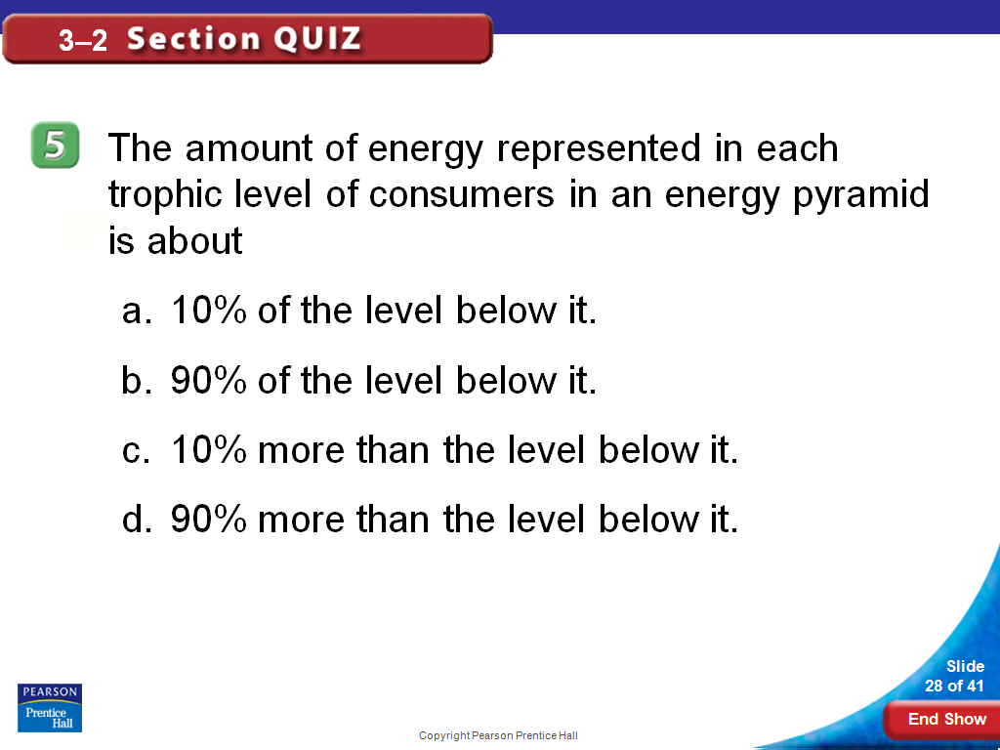 3–2 Section QUIZ
5 The amount of energy represented in each
trophic level of consumers in an energy pyramid
is about
a. 10% of the level below it.
b. 90% of the level below it.
c. 10% more than the level below it.
d. 90% more than the level below it.
Slide
28 of 41
End Show
PEARSON
Prentice
Hall
Copyright Pearson Prentice Hall